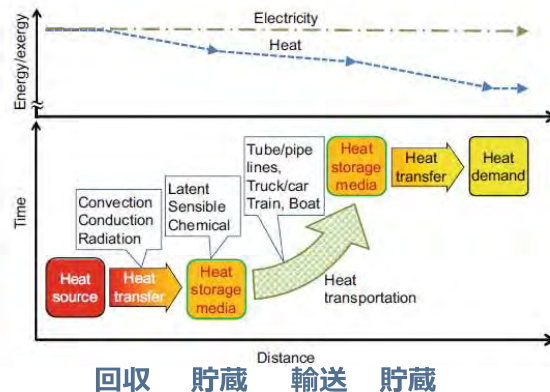 Energy/exergy
Electricity
Heat
Time
Convection
Conduction
Radiation
Latent
Sensible
Chemical
Tube/pipe
lines,
Truck/car
Train, Boat
Heat
storage
media
Heat
transfer
Heat
demand
Heat
source
Heat
transfer
Heat
storage
media
Heat
transportation
Distance
回収 貯蔵 輸送 貯蔵